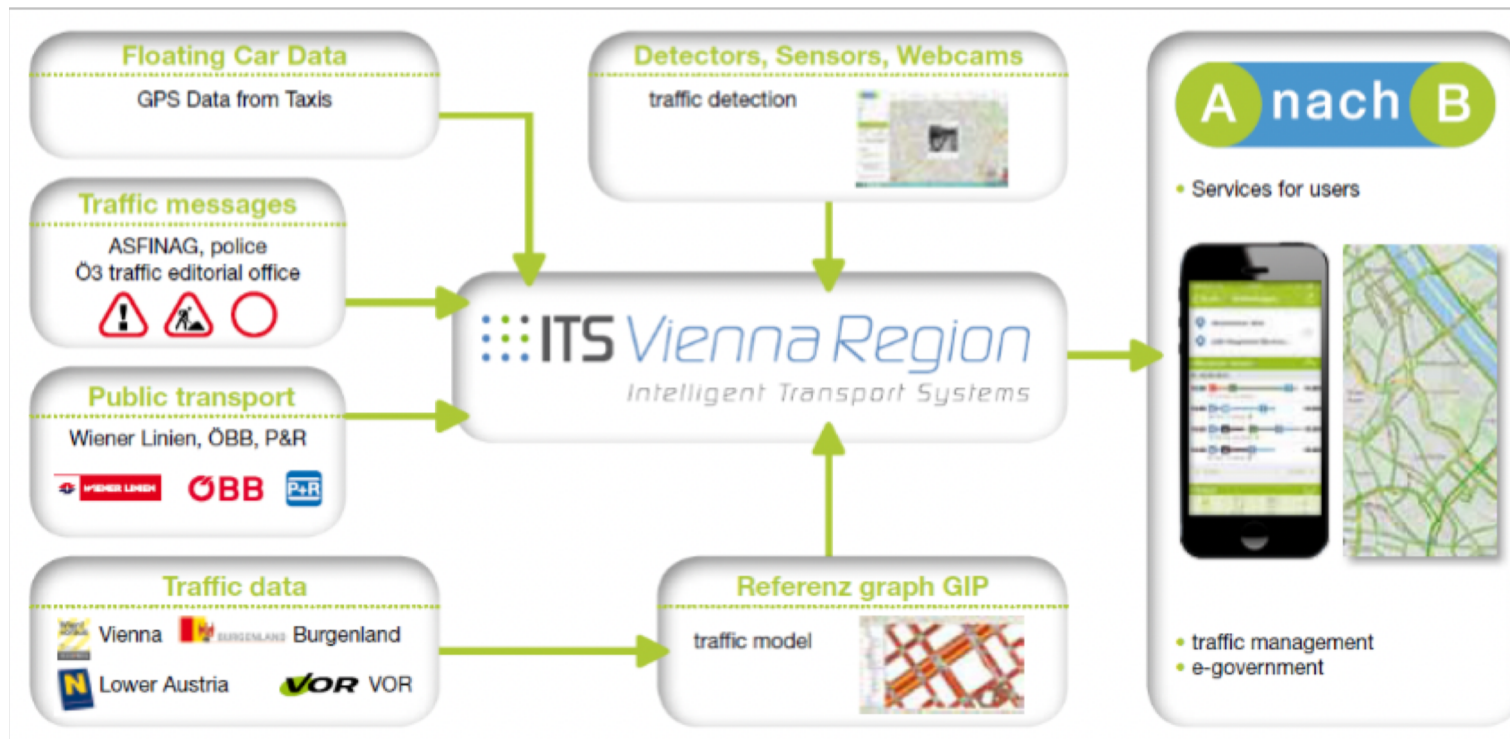 Floating Car Data
GPS Data from Taxis
Detectors, Sensors, Webcams
traffic detection
A nach B
Services for users
Traffic messages
ASFINAG, police
Ö3 traffic editorial office
ITS Vienna Region
Intelligent Transport Systems
Public transport
Wiener Linien, ÖBB, P&R
WIENER LINIEN
ÖBB
P+R
Traffic data
Vienna
BURGENLAND Burgenland
N Lower Austria
VOR VOR
Referenz graph GIP
traffic model
traffic management
e-government